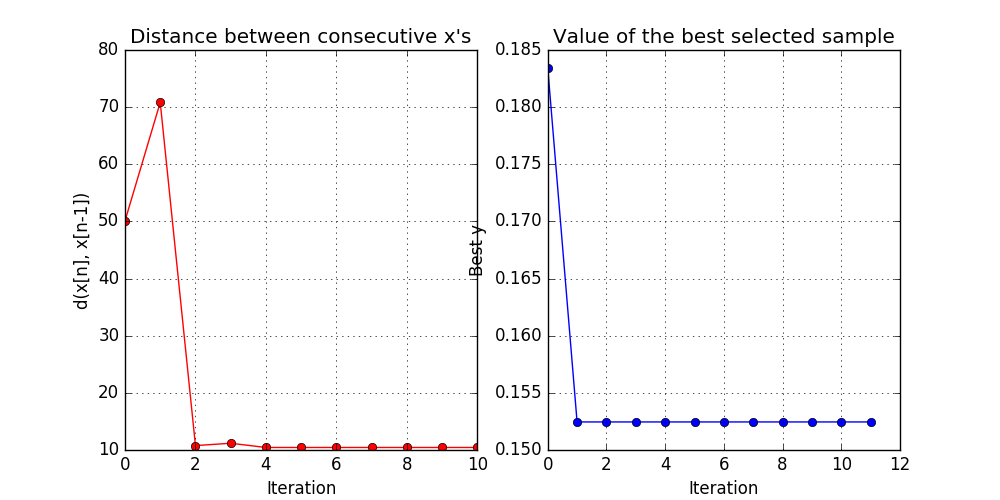 Distance between consecutive x's
80
70
60
50
40
30
20
10
d(x[n], x[n-1])
0 2 4 6 8 10
Iteration
Value of the best selected sample
0.185
0.180
0.175
0.170
0.165
0.160
0.155
0.150
Best y
0 2 4 6 8 10 12
Iteration